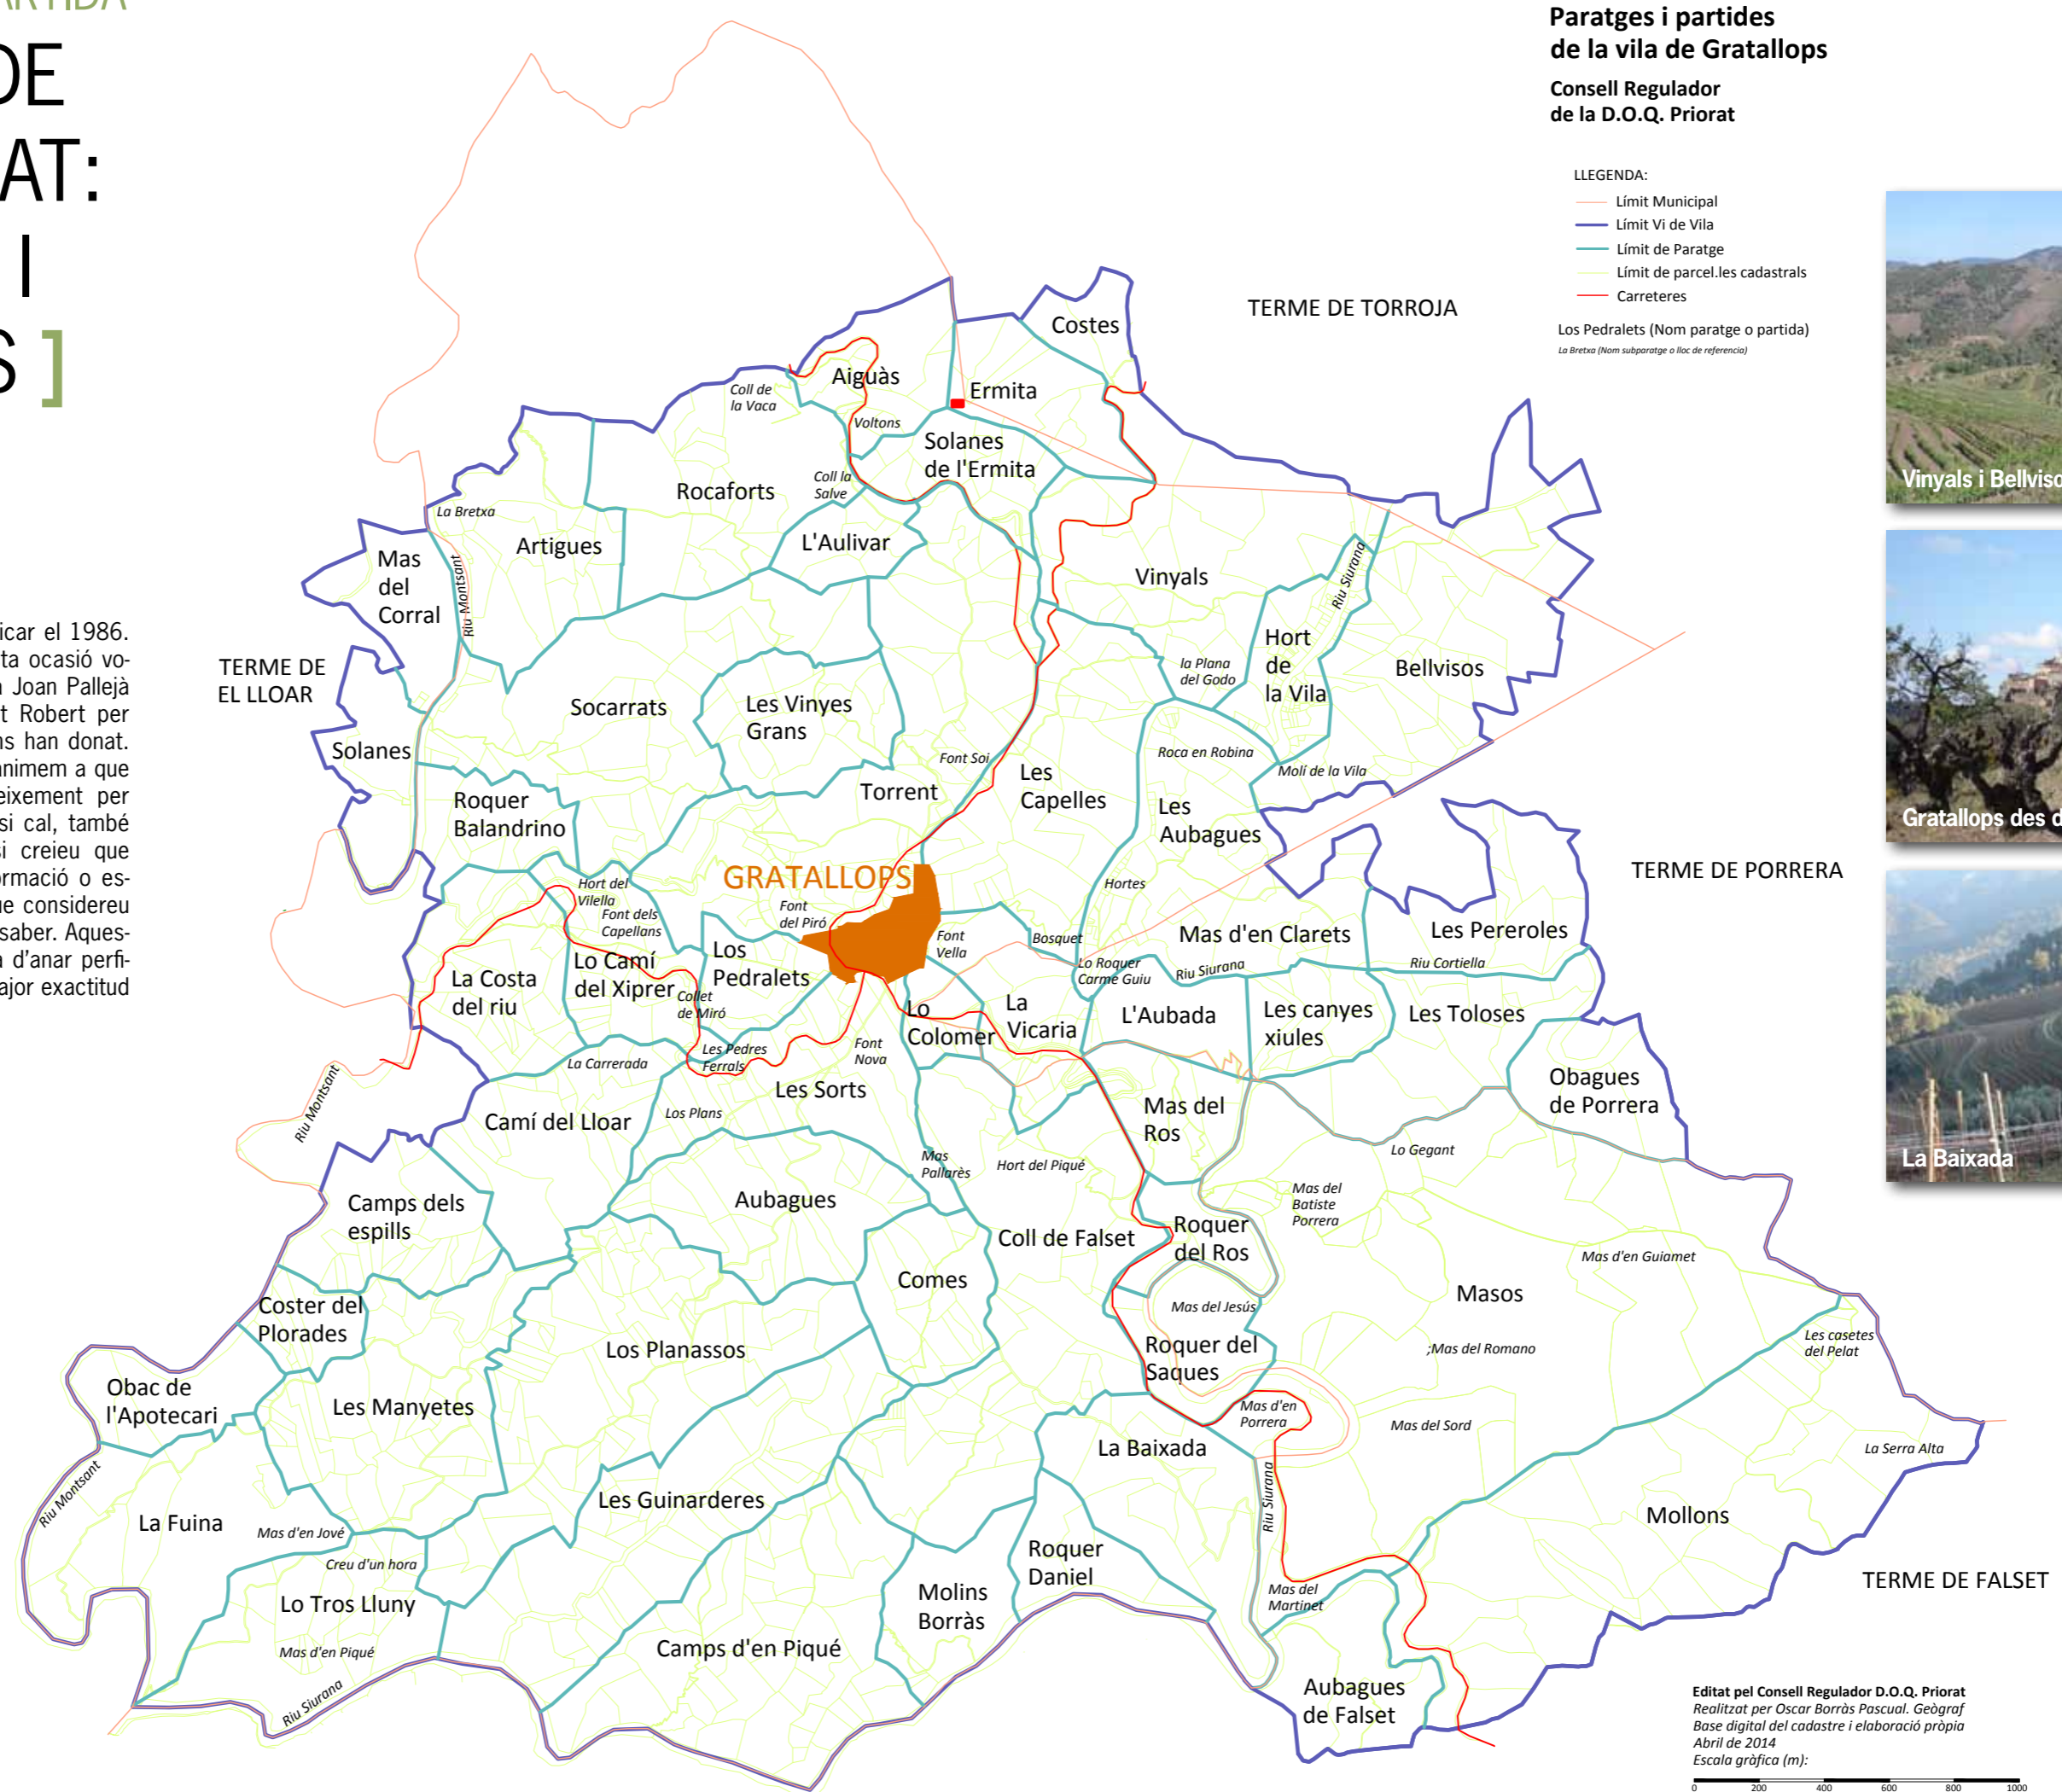 DE
AT:
I
S ]
icar el 1986.
ta ocasió vo-
a Joan Pallejà
t Robert per
ns han donat.
animem a que
eixement per
si cal, també
si creieu que
ormació o es-
ue considereu
saber. Aques-
a d'anar perfi-
ajor exactitud
Paratges i partides
de la vila de Gratallops
Consell Regulador
de la D.O.Q. Priorat
LLEGENDA:
Límit Municipal
Límit Vi de Vila
Límit de Paratge
Límit de parcel.les cadastrals
Carreteres
Los Pedralets (Nom paratge o partida)
La Bretxa (Nom subparatge o lloc de referencia)
TERME DE TORROJA
Costes
Aiguàs
Ermita
Coll de
la Vaca
Voltons
Solanes
de l'Ermita
Coll la
Salve
Rocaforts
La Bretxa
Artigues
L'Aulivar
Mas
del
Corral
Riu Montsant
Vinyals
Riu Siurana
Hort
de
la Vila
la Plana
del Godo
Bellvisos
TERME DE
EL LLOAR
Socarrats
Les Vinyes
Grans
Solanes
Font Soi
Roca en Robina
Molí de la Vila
Les
Capelles
Torrent
Roquer
Balandrino
Les
Aubagues
GRATALLOPS
TERME DE PORRERA
Hort del
Vilella
Font dels
Capellans
Font
del Piró
Hortes
Font
Vella
Bosquet
Mas d'en Clarets
Les Pereroles
Los
Pedralets
Lo Camí
del Xiprer
La Costa
del riu
Collet
de Miró
Lo Roquer
Carme Guiu
Riu Siurana
Riu Cortiella
Lo
Colomer
La
Vicaria
L'Aubada
Les canyes
xiules
Les Toloses
Font
Nova
Les Pedres
Ferrals
La Carrerada
Les Sorts
Obagues
de Porrera
Riu Montsant
Camí del Lloar
Los Plans
Mas del
Ros
Lo Gegant
Mas
Pallarès
Hort del Piqué
Camps dels
espills
Aubagues
Mas del
Batiste
Porrera
Coll de Falset
Roquer
del Ros
Mas d'en Guiamet
Comes
Masos
Coster del
Plorades
Mas del Jesús
Los Planassos
Roquer del
Saques
;Mas del Romano
Les casetes
del Pelat
Obac de
l'Apotecari
Les Manyetes
Mas d'en
Porrera
Mas del Sord
La Baixada
La Serra Alta
Riu Montsant
Les Guinarderes
Riu Siurana
La Fuina
Mas d'en Jové
Mollons
Creu d'un hora
Roquer
Daniel
Lo Tros Lluny
Molins
Borràs
Mas del
Martinet
TERME DE FALSET
Mas d'en Piqué
Camps d'en Piqué
Riu Siurana
Aubagues
de Falset
Vinyals i Bellviso
Gratallops des d
La Baixada
Editat pel Consell Regulador D.O.Q. Priorat
Realitzat per Oscar Borràs Pascual. Geògraf
Base digital del cadastre i elaboració pròpia
Abril de 2014
Escala gràfica (m):
0 200 400 600 800 1000